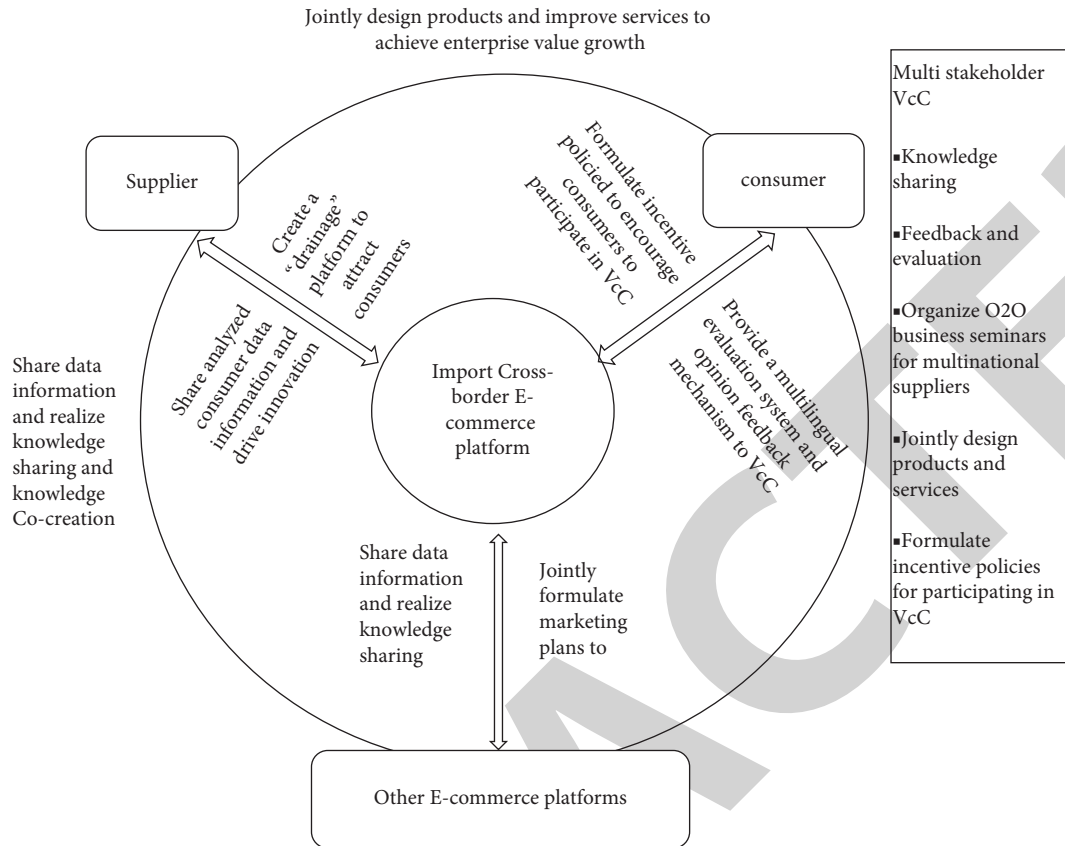 Jointly design products and improve services to
achieve enterprise value growth
Supplier
consumer
Create a
“drainage”
platform to
attract
consumers
Share analyzed
consumer data
information and
drive innovation
Formulate incentive
policied to encourage
consumers to
participate in VcC
Provide a multilingual
evaluation system and
opinion feedback
mechanism to VcC
Import Cross-
border E-
commerce
platform
Share data
information
and realize
knowledge
sharing and
knowledge
Co-creation
Share data
information
and realize
knowledge
sharing
Jointly
formulate
marketing
plans to
Other E-commerce platforms
Multi stakeholder
VcC
▪Knowledge
sharing
▪Feedback and
evaluation
▪Organize O2O
business seminars
for multinational
suppliers
▪Jointly design
products and
services
▪Formulate
incentive policies
for participating in
VcC